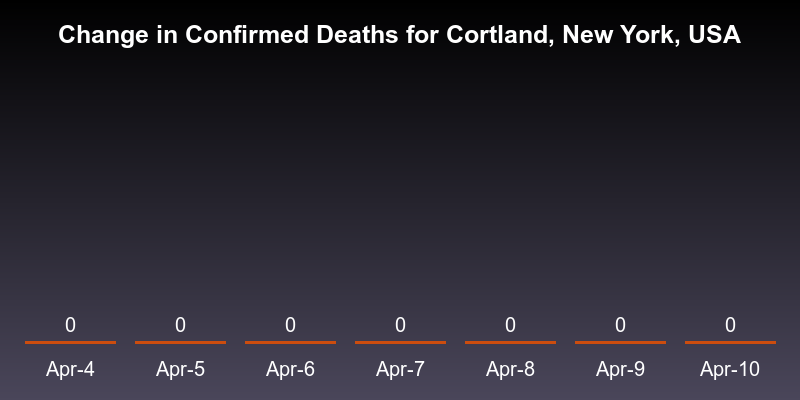 Change in Confirmed Deaths for Cortland, New York, USA
0 0 0 0 0 0 0
Apr-4 Apr-5 Apr-6 Apr-7 Apr-8 Apr-9 Apr-10